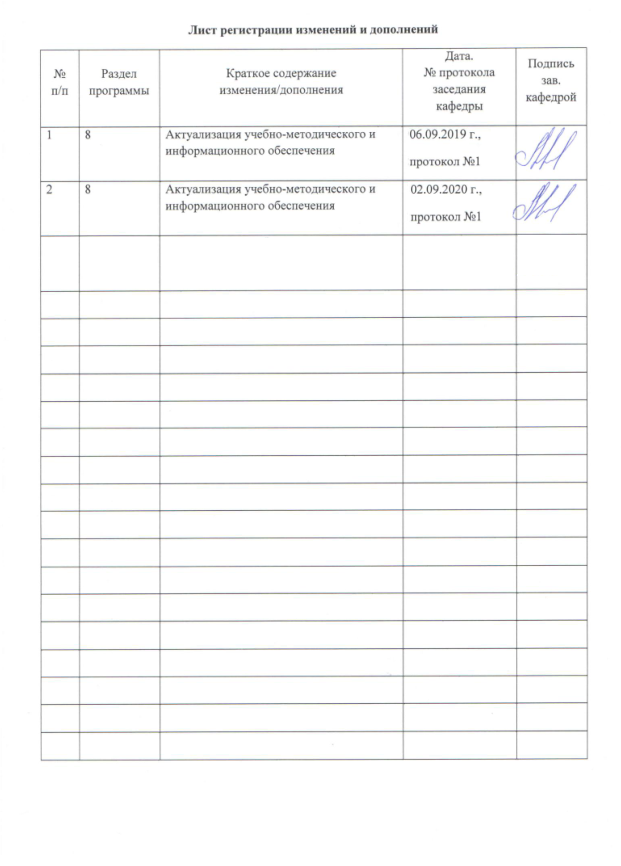 Лист регистрации изменений и дополнений
№
п/п
Раздел
программы
Краткое содержание
изменения/дополнения
Дата.
№ протокола
заседания
кафедры
Подпись
зав.
кафедрой
1
8
Актуализация учебно-методического и
информационного обеспечения
06.09.2019 г.,
протокол №1
2
8
Актуализация учебно-методического и
информационного обеспечения
02.09.2020 г.,
протокол №1